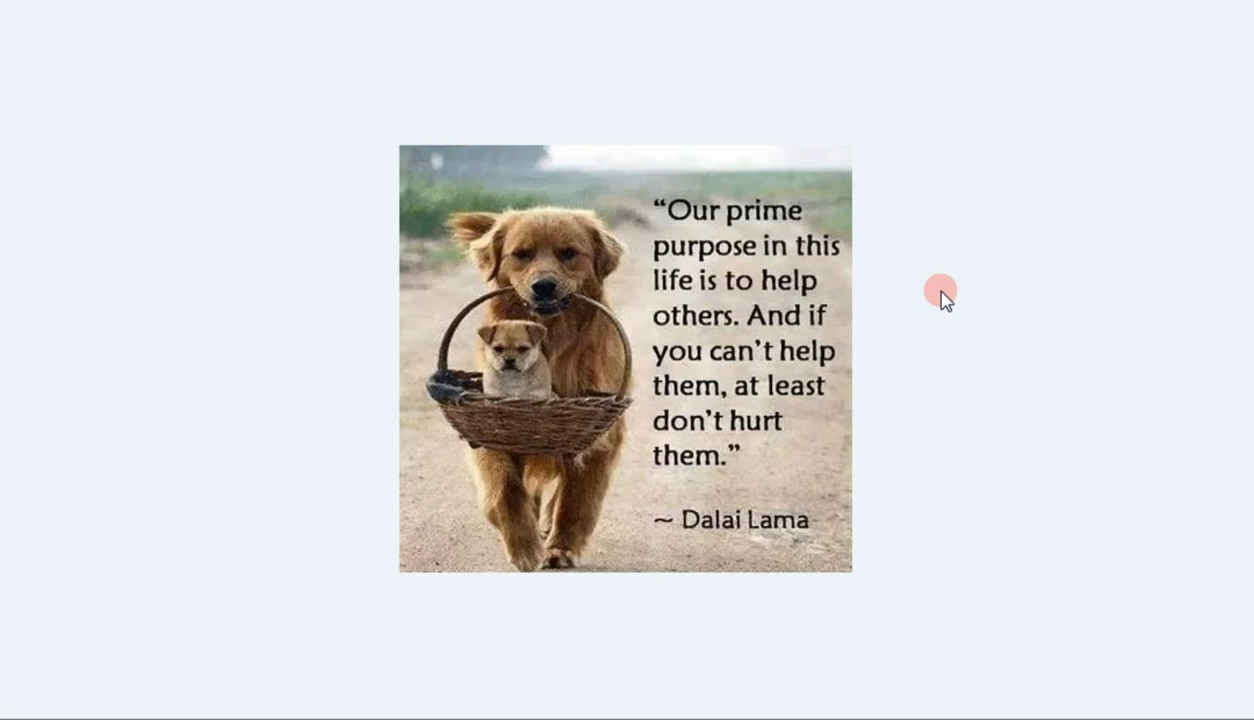 “Our prime
purpose in this
life is to help
others. And if
you can’t help
them, at least
don’t hurt
them.”
~ Dalai Lama